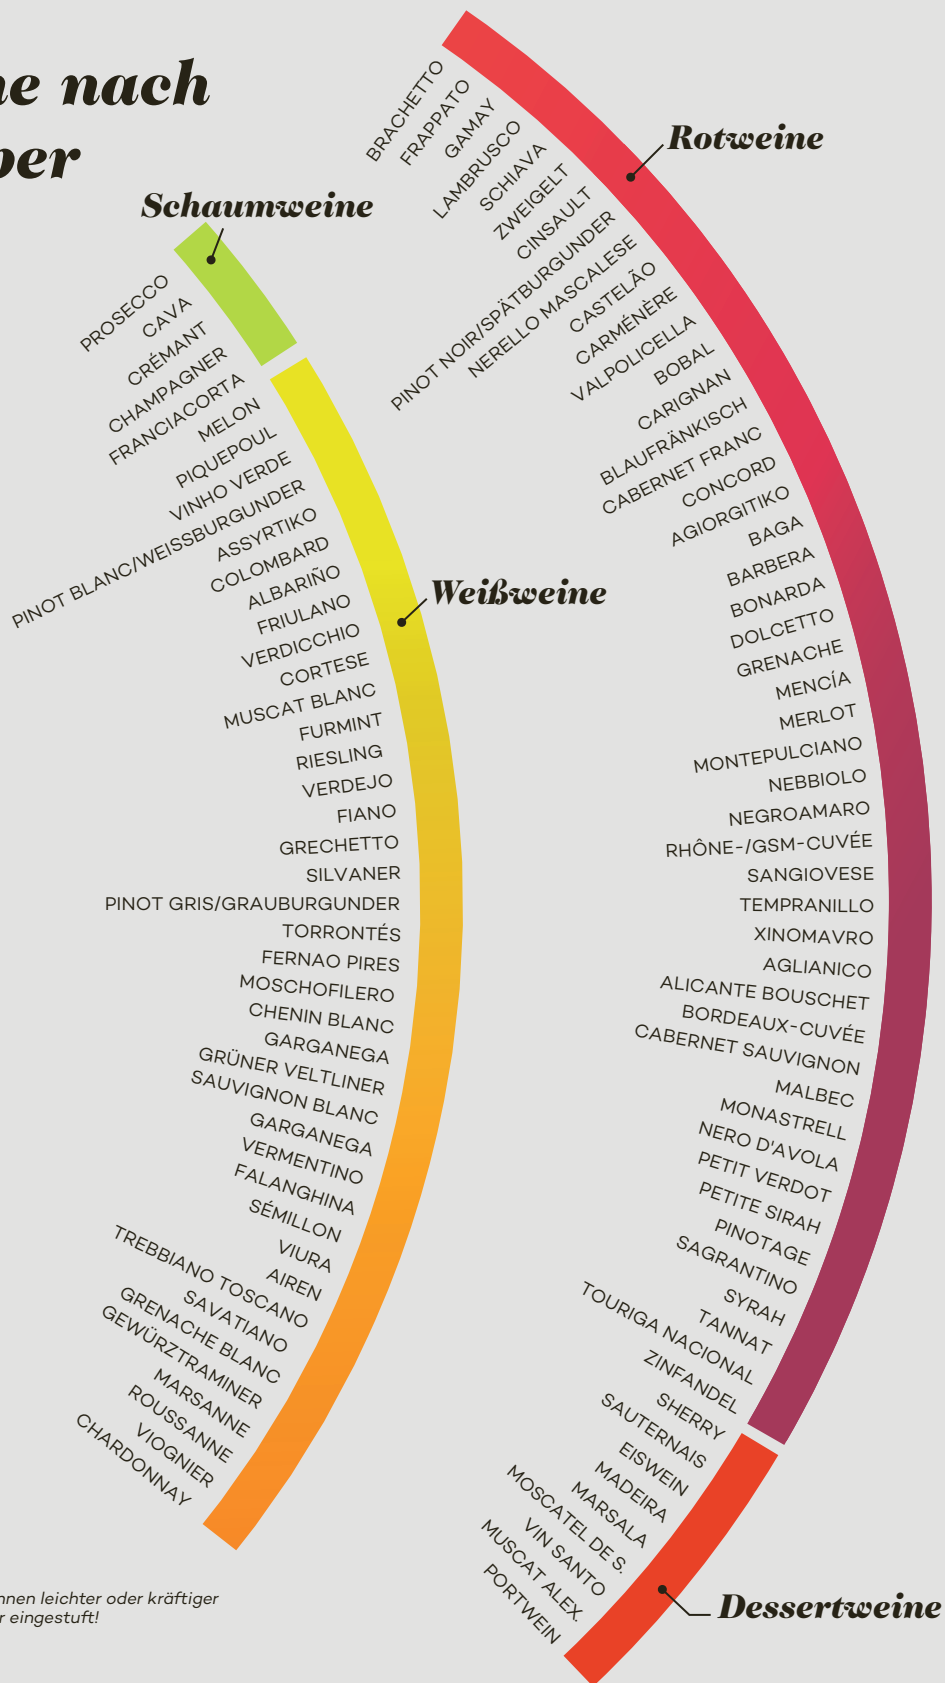 ne nach
per
Schaumweine
PROSECCO
CAVA
CRÉMANT
CHAMPAGNER
FRANCIACORTA
MELON
PIQUEPOUL
VINHO VERDE
PINOT BLANC/WEISSBURGUNDER
ASSYRTIKO
COLOMBARD
ALBARIÑO
FRIULANO
VERDICCHIO
CORTESE
MUSCAT BLANC
FURMINT
RIESLING
VERDEJO
FIANO
GRECHETTO
SILVANER
PINOT GRIS/GRAUBURGUNDER
TORRONTÉS
FERNAO PIRES
MOSCHOFILERO
CHENIN BLANC
GARGANEGA
GRÜNER VELTLINER
SAUVIGNON BLANC
GARGANEGA
VERMENTINO
FALANGHINA
SÉMILLON
VIURA
AIREN
TREBBIANO TOSCANO
SAVATIANO
GRENACHE BLANC
GEWÜRZTRAMINER
MARSANNE
ROUSSANNE
VIOGNIER
CHARDONNAY
Weißweine
Rotweine
BRACHETTO
FRAPPATO
GAMAY
LAMBRUSCO
SCHIAVA
ZWEIGELT
CINSAULT
PINOT NOIR/SPÄTBURGUNDER
NERELLO MASCALESE
CASTELÃO
CARMÉNÈRE
VALPOLICELLA
BOBAL
CARIGNAN
BLAUFRÄNKISCH
CABERNET FRANC
CONCORD
AGIORGITIKO
BAGA
BARBERA
BONARDA
DOLCETTO
GRENACHE
MENCÍA
MERLOT
MONTEPULCIANO
NEBBIOLO
NEGROAMARO
RHÔNE-/GSM-CUVÉE
SANGIOVESE
TEMPRANILLO
XINOMAVRO
AGLIANICO
ALICANTE BOUSCHET
BORDEAUX-CUVÉE
CABERNET SAUVIGNON
MALBEC
MONASTRELL
NERO D'AVOLA
PETIT VERDOT
PETITE SIRAH
PINOTAGE
SAGRANTINO
SYRAH
TANNAT
TOURIGA NACIONAL
ZINFANDEL
SHERRY
SAUTERNAIS
EISWEIN
MADEIRA
MARSALA
MOSCATEL DE S.
VIN SANTO
MUSCAT ALEX.
PORTWEIN
Dessertweine
nnen leichter oder kräftiger
r eingestuft!